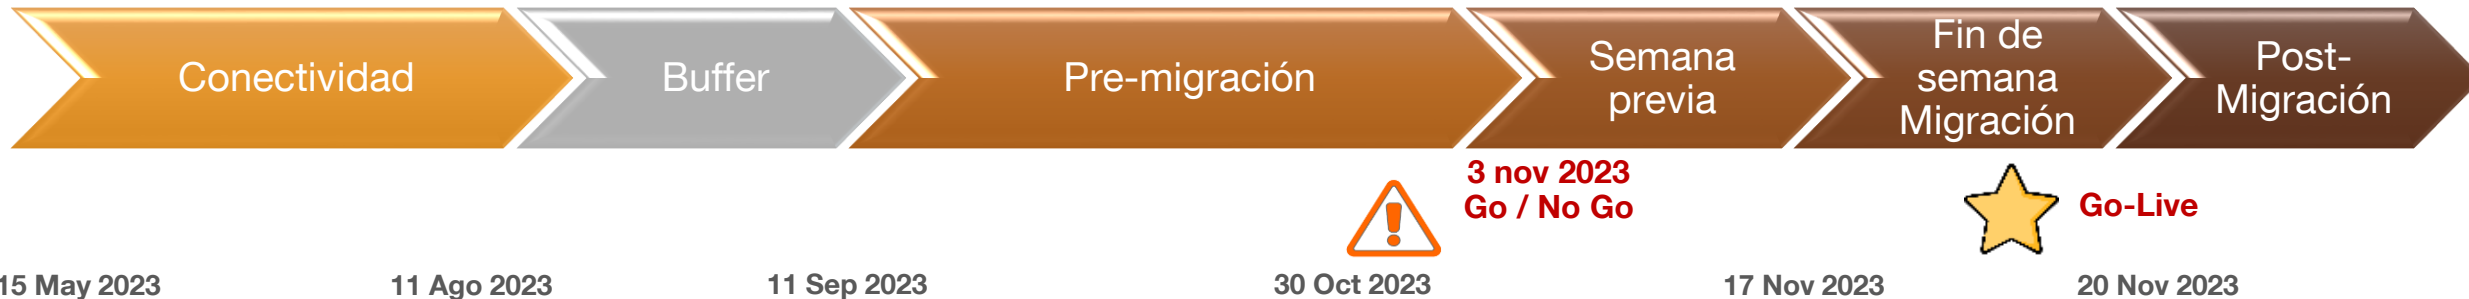 Conectividad
Buffer
Pre-migración
Semana
previa
Fin de
semana
Migración
Post-
Migración
3 nov 2023
Go / No Go
Go-Live
15 May 2023
11 Ago 2023
11 Sep 2023
30 Oct 2023
17 Nov 2023
20 Nov 2023